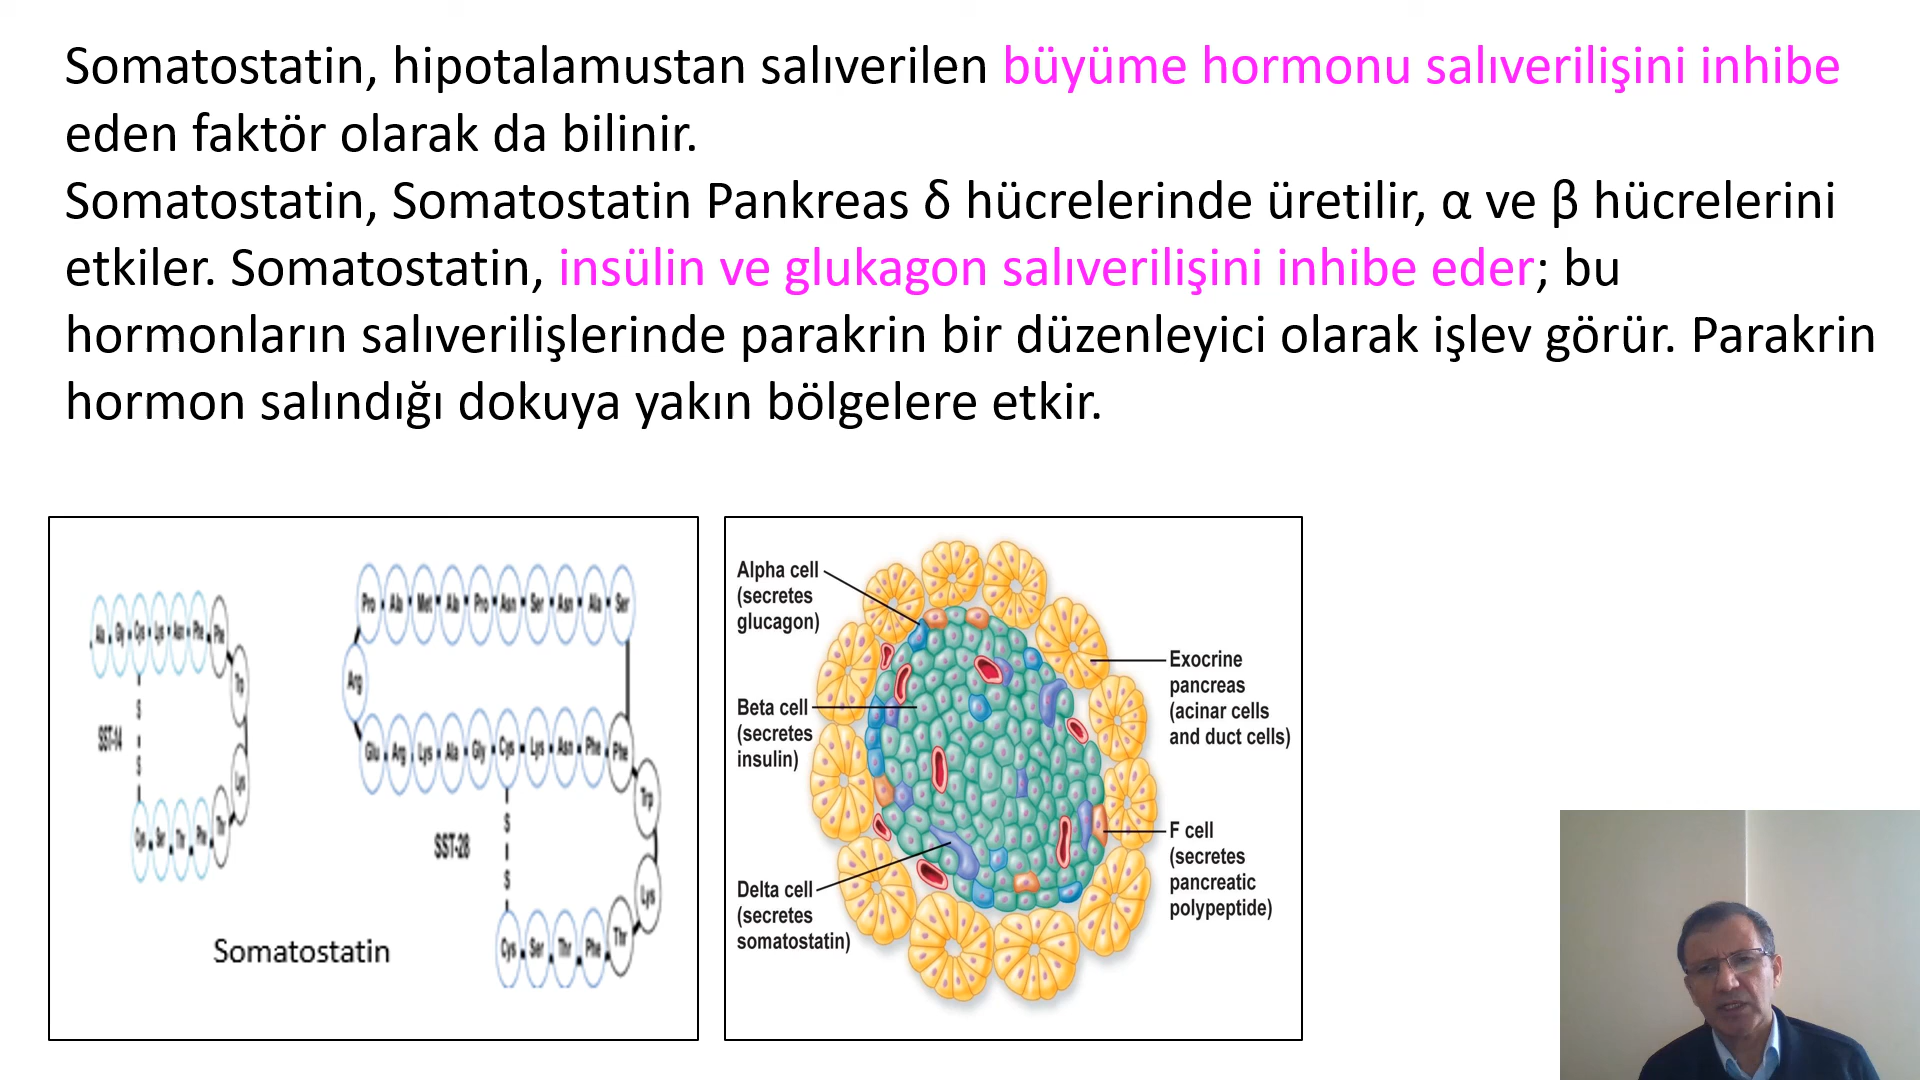 Somatostatin, hipotalamustan salıverilen büyüme hormonu salıverilişini inhibe
eden faktör olarak da bilinir.
Somatostatin, Somatostatin Pankreas δ hücrelerinde üretilir, α ve β hücrelerini
etkiler. Somatostatin, insülin ve glukagon salıverilişini inhibe eder; bu
hormonların salıverilişlerinde parakrin bir düzenleyici olarak işlev görür. Parakrin
hormon salındığı dokuya yakın bölgelere etkir.
Ala Gly Cys Lys Asn Phe Phe
Trp
Lys
Thr
Cys Ser Thr Phe
S
S
SST-14
Pro Ala Met Ala Pro Asn Ser Asn Ala Ser
Arg
Glu Arg Lys Ala Gly Cys Lys Asn Phe Phe
Trp
Lys
Thr
Cys Ser Thr Phe
S
S
SST-28
Somatostatin
Alpha cell
(secretes
glucagon)
Beta cell
(secretes
insulin)
Delta cell
(secretes
somatostatin)
Exocrine
pancreas
(acinar cells
and duct cells)
F cell
(secretes
pancreatic
polypeptide)